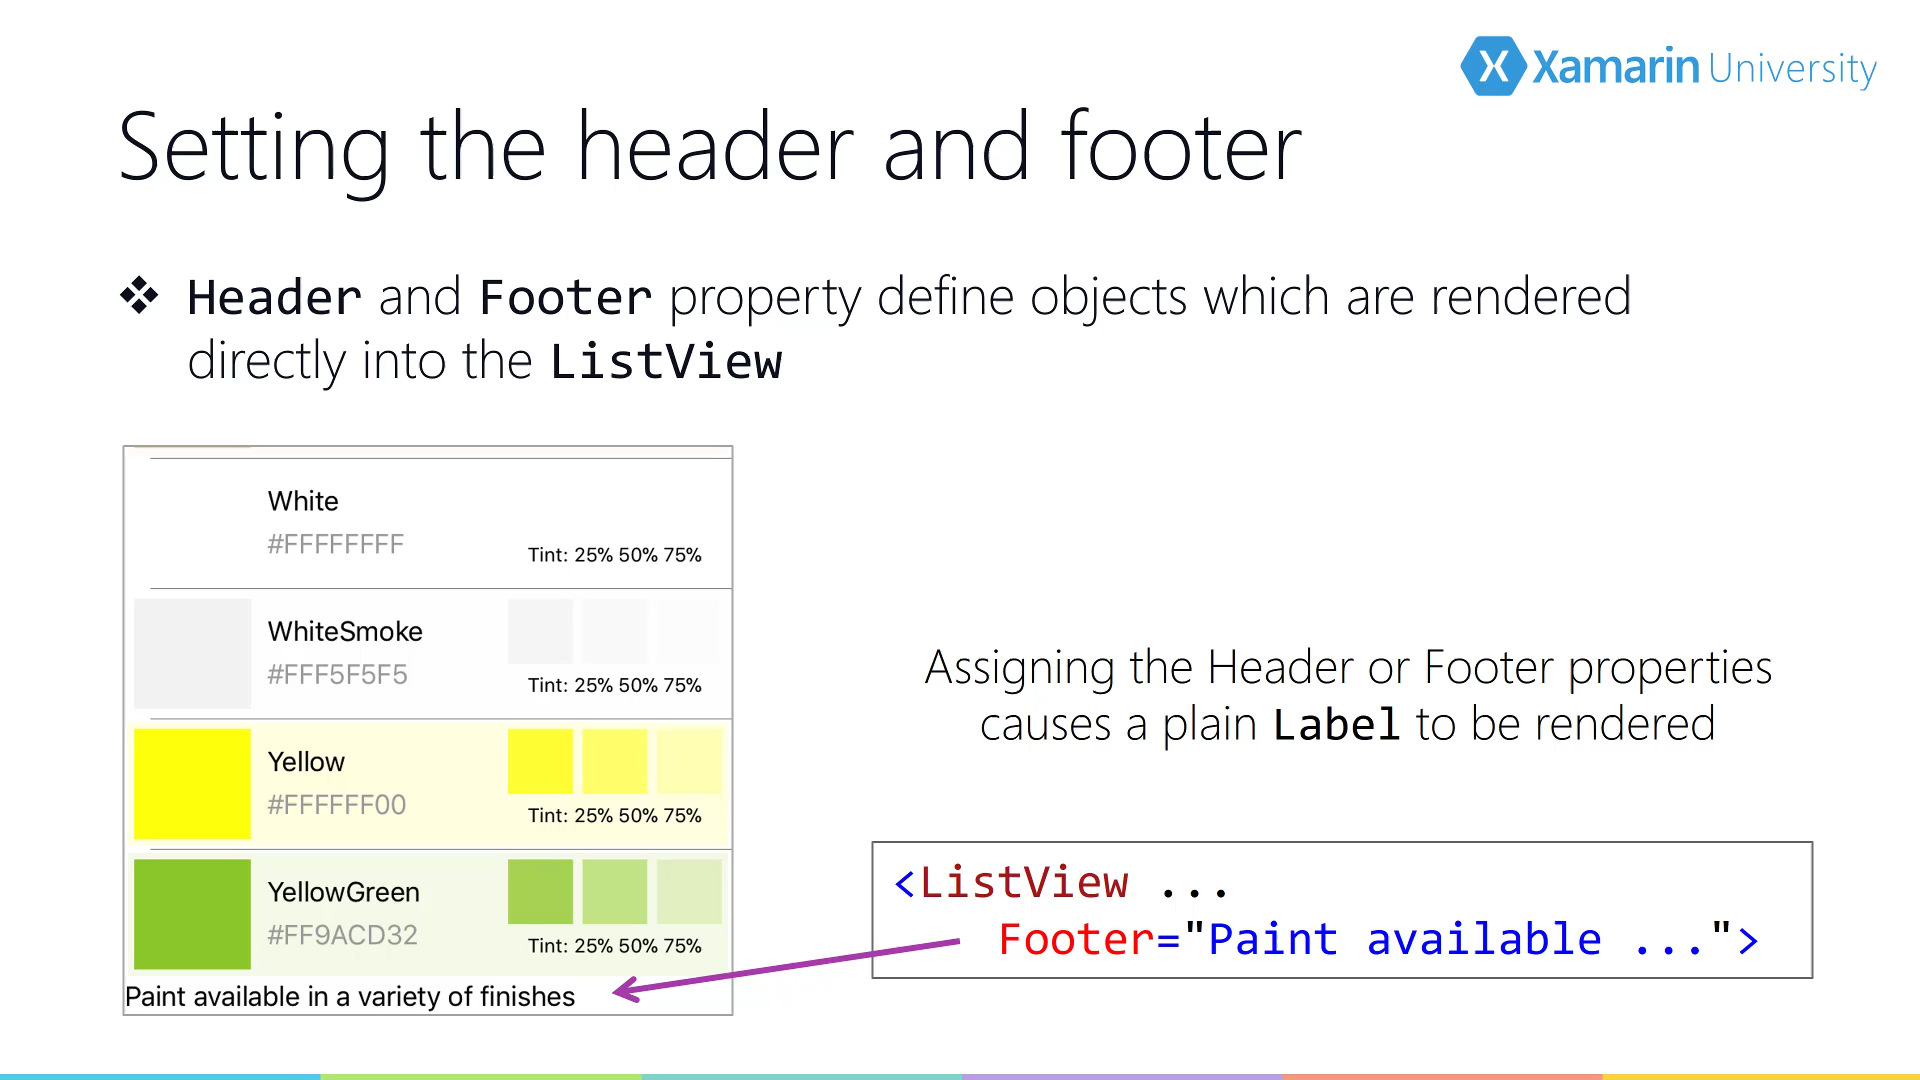 Xamarin University
Setting the header and footer
❖ Header and Footer property define objects which are rendered
directly into the ListView
White
#FFFFFFFF
Tint: 25% 50% 75%
WhiteSmoke
#FFF5F5F5
Tint: 25% 50% 75%
Yellow
#FFFFFF00
Tint: 25% 50% 75%
YellowGreen
#FF9ACD32
Tint: 25% 50% 75%
Paint available in a variety of finishes
Assigning the Header or Footer properties
causes a plain Label to be rendered
<ListView ...
Footer="Paint available ...">